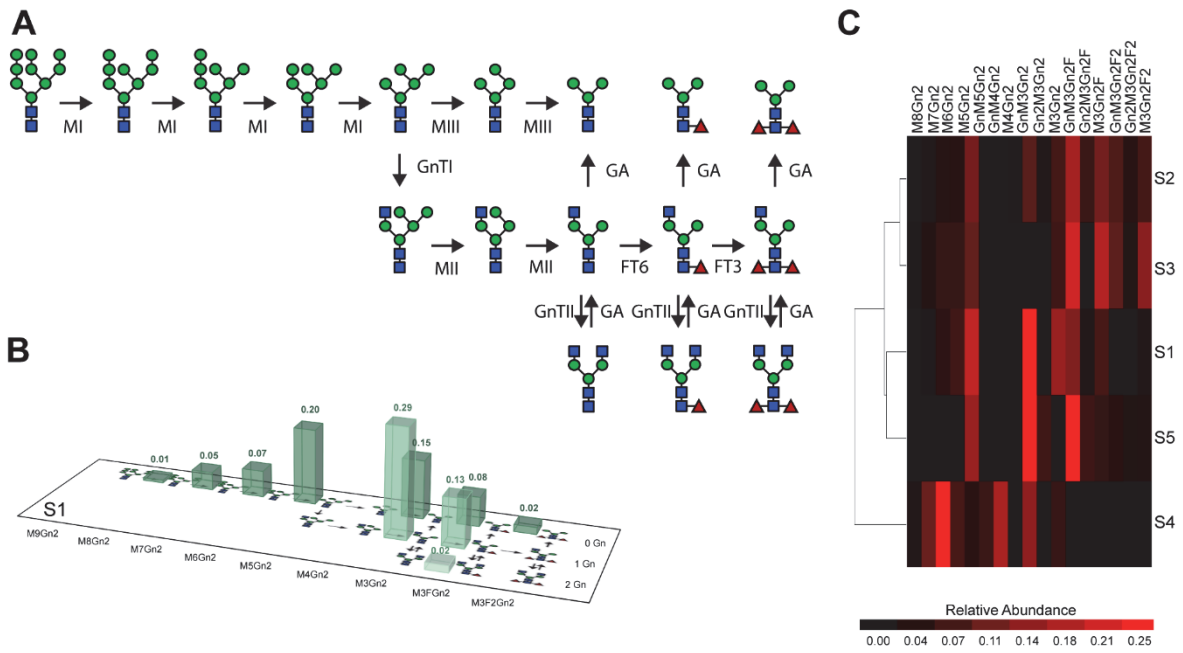 A
MI
MI
MI
MI
MIII
MIII
GnTI
GA
GA
GA
MII
MII
FT6
FT3
GnTII
GA
GnTII
GA
GnTII
GA
B
0.01
0.05
0.07
0.20
0.29
0.15
0.13
0.08
0.02
0.02
S1
M9Gn2
M8Gn2
M7Gn2
M6Gn2
M5Gn2
M4Gn2
M3Gn2
M3FGn2
M3F2Gn2
0 Gn
1 Gn
2 Gn
C
M8Gn2
M7Gn2
M6Gn2
M5Gn2
GnM5Gn2
GnM4Gn2
M4Gn2
GnM3Gn2
Gn2M3Gn2
M3Gn2
GnM3Gn2F
Gn2M3Gn2F
M3Gn2F
GnM3Gn2F2
Gn2M3Gn2F2
M3Gn2F2
S2
S3
S1
S5
S4
Relative Abundance
0.00 0.04 0.07 0.11 0.14 0.18 0.21 0.25